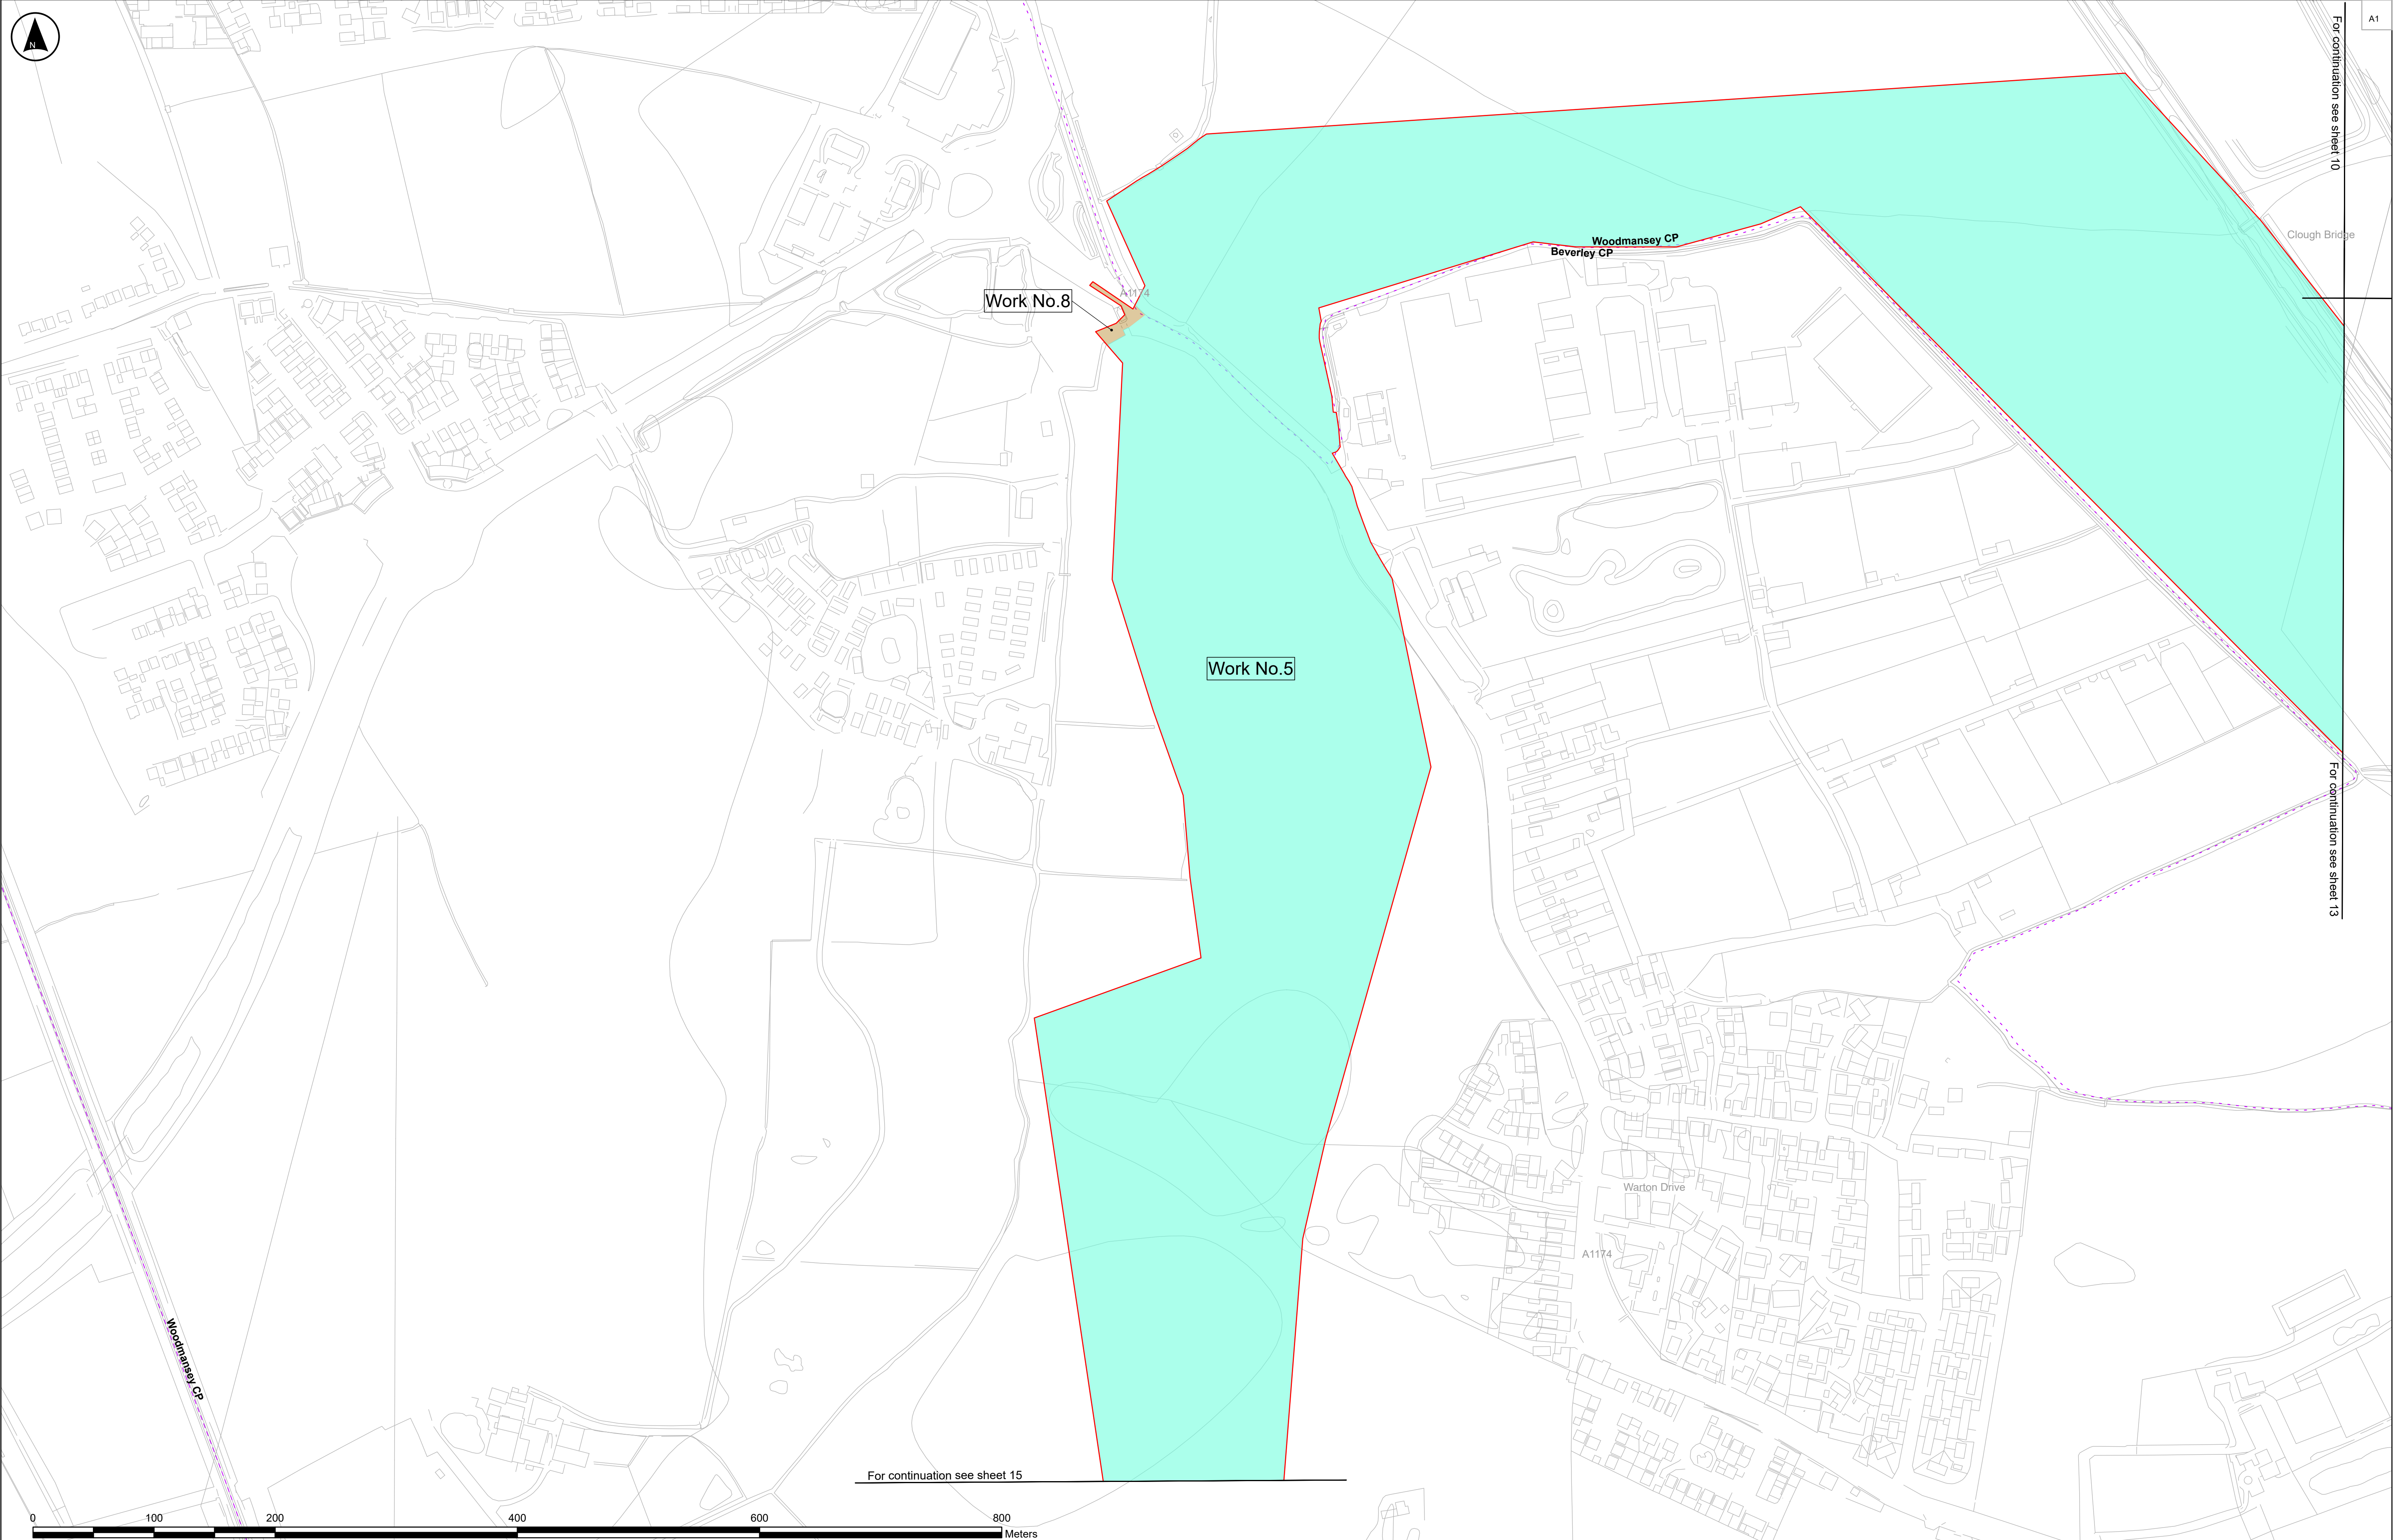 N
A1
For continuation see sheet 10
Clough Bridge
Woodmansey CP
Beverley CP
A1174
Work No.8
Work No.5
For continuation see sheet 13
Warton Drive
A1174
Woodmansey CP
For continuation see sheet 15
0 100 200 400 600 800
Meters